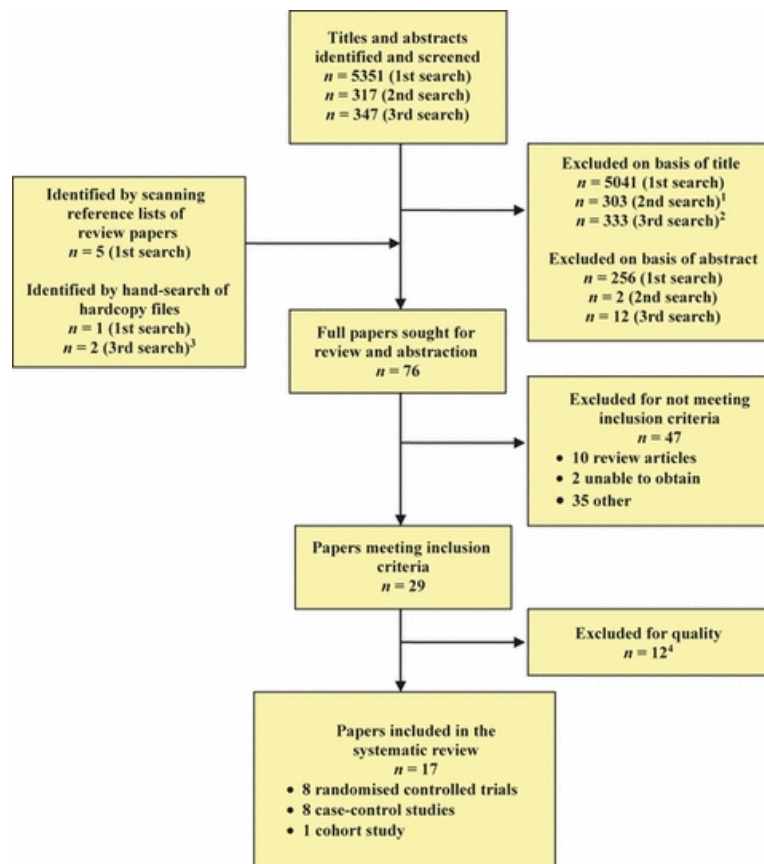 Titles and abstracts
identified and screened
n = 5351 (1st search)
n = 317 (2nd search)
n = 347 (3rd search)
Excluded on basis of title
n = 5041 (1st search)
n = 303 (2nd search)¹
n = 333 (3rd search)²
Excluded on basis of abstract
n = 256 (1st search)
n = 2 (2nd search)
n = 12 (3rd search)
Identified by scanning
reference lists of
review papers
n = 5 (1st search)
Identified by hand-search of
hardcopy files
n = 1 (1st search)
n = 2 (3rd search)³
Full papers sought for
review and abstraction
n = 76
Excluded for not meeting
inclusion criteria
n = 47
• 10 review articles
• 2 unable to obtain
• 35 other
Papers meeting inclusion
criteria
n = 29
Excluded for quality
n = 12⁴
Papers included in the
systematic review
n = 17
• 8 randomised controlled trials
• 8 case-control studies
• 1 cohort study